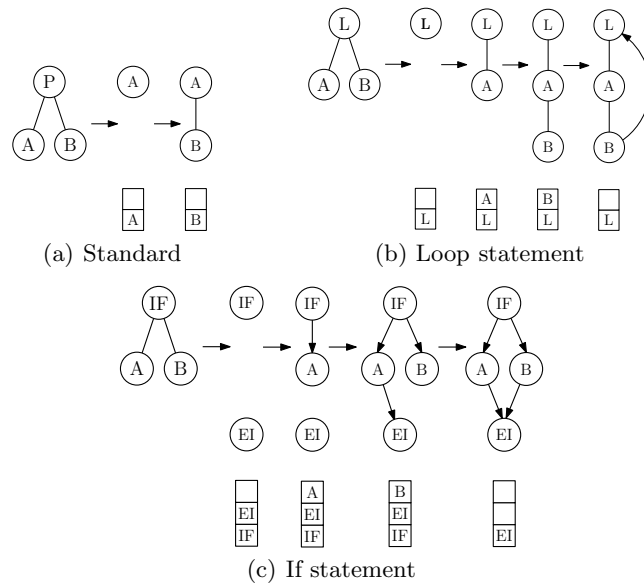 L L L L L
A B A A A
B B
P A A
A B B
A B
L A L B L L
(a) Standard
(b) Loop statement
IF IF IF IF IF
A B A A B A B
EI EI EI EI
EI IF A EI IF B EI IF EI
(c) If statement